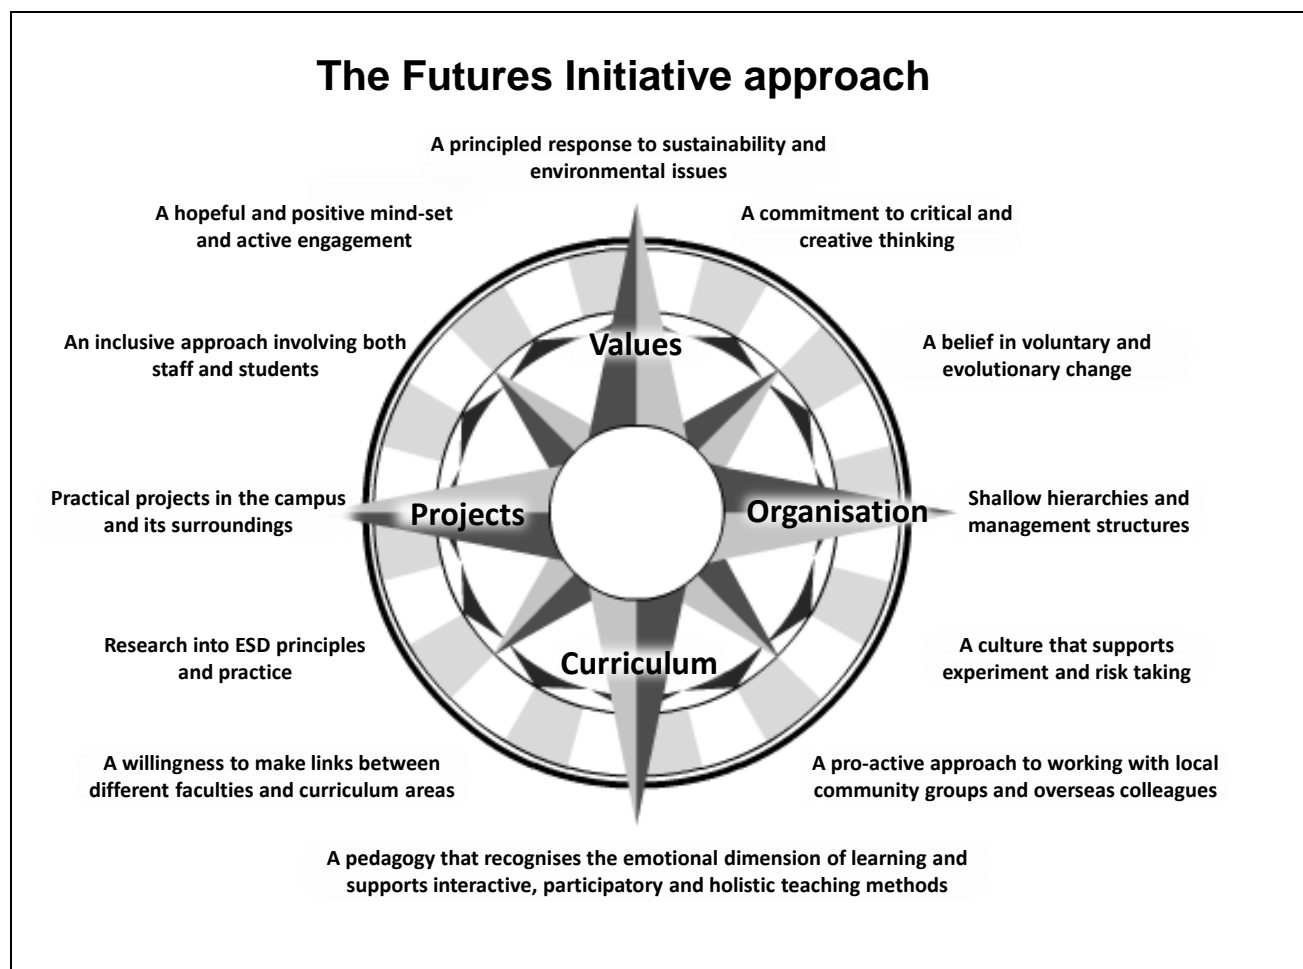 The Futures Initiative approach
A principled response to sustainability and
environmental issues
A hopeful and positive mind-set
and active engagement
A commitment to critical and
creative thinking
An inclusive approach involving both
staff and students
Values
A belief in voluntary and
evolutionary change
Practical projects in the campus
and its surroundings
Projects
Organisation
Shallow hierarchies and
management structures
Research into ESD principles
and practice
Curriculum
A culture that supports
experiment and risk taking
A willingness to make links between
different faculties and curriculum areas
A pro-active approach to working with local
community groups and overseas colleagues
A pedagogy that recognises the emotional dimension of learning and
supports interactive, participatory and holistic teaching methods